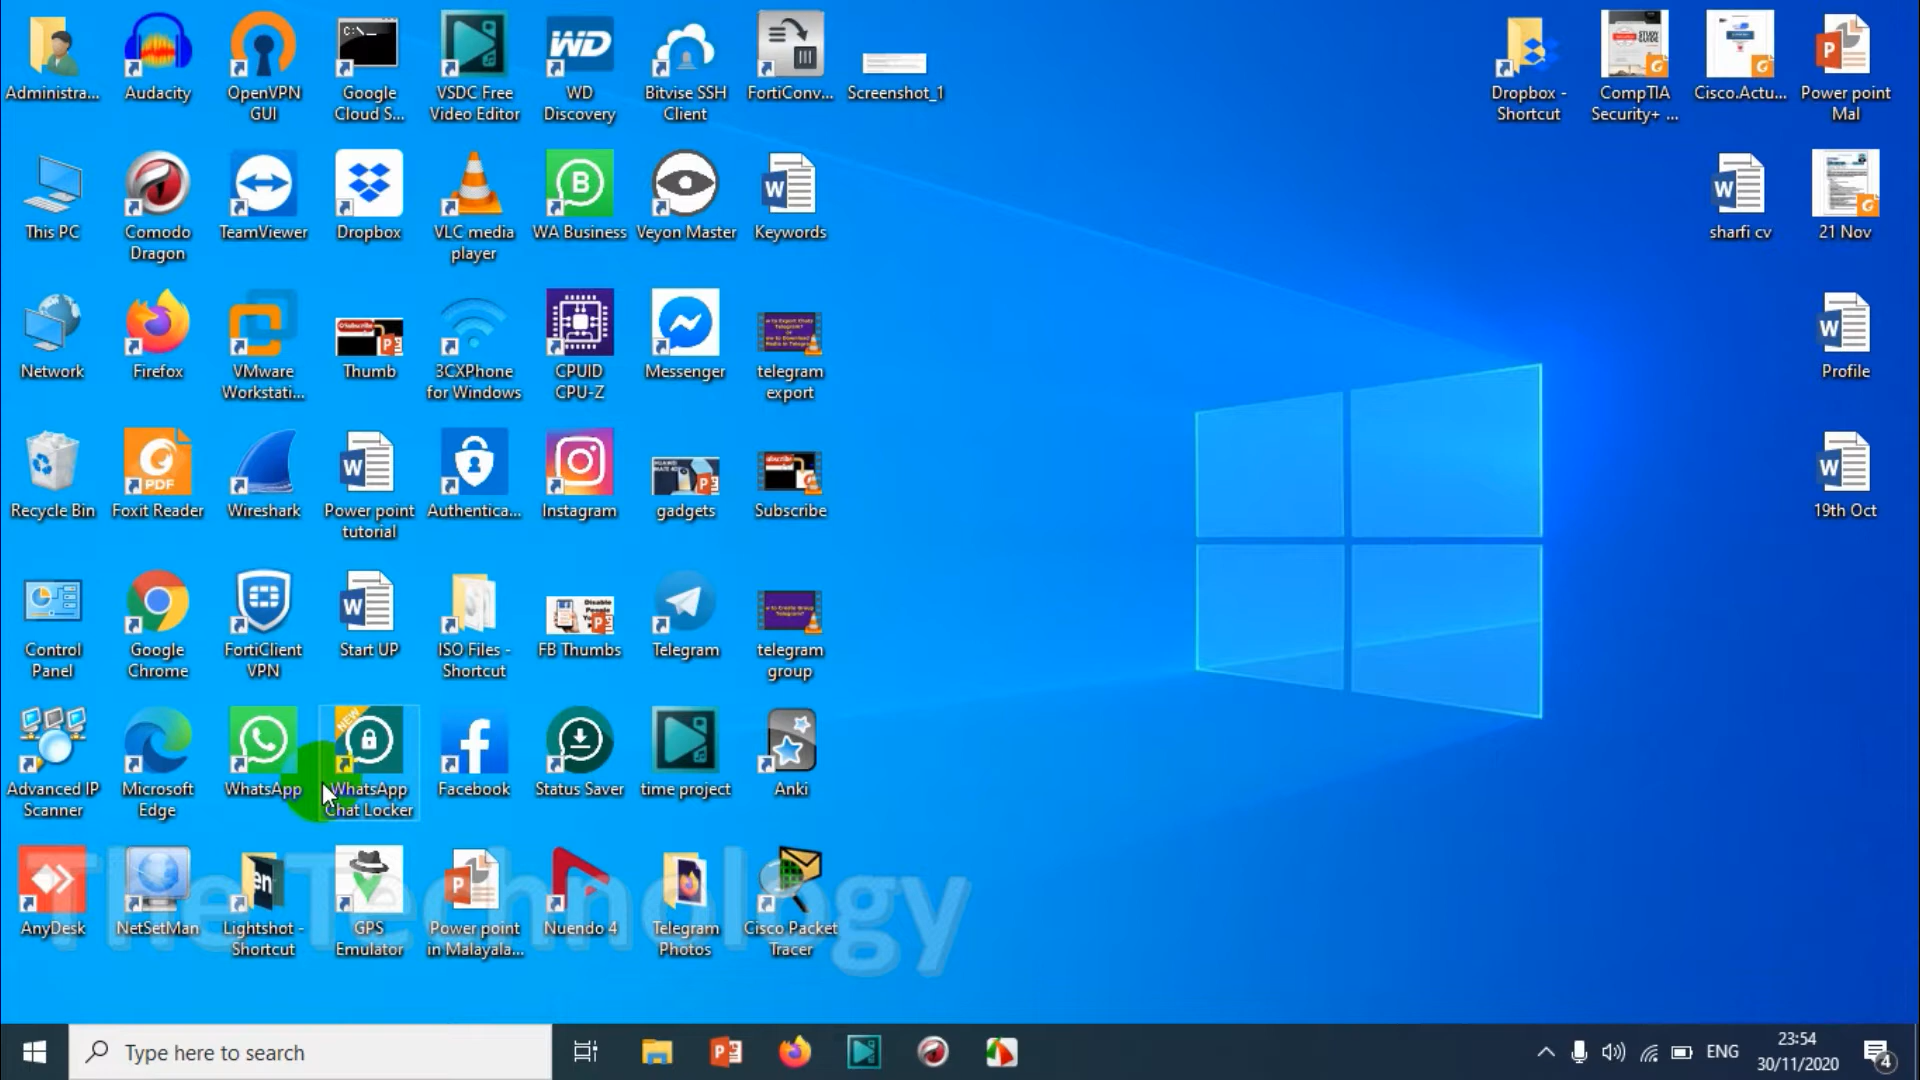 Administra...
Audacity
OpenVPN
GUI
Google
Cloud S...
VSDC Free
Video Editor
WD
Discovery
Bitvise SSH
Client
FortiConv...
Screenshot_1
Dropbox -
Shortcut
CompTIA
Security+ ...
Cisco.Actu...
Power point
Mal
This PC
Comodo
Dragon
TeamViewer
Dropbox
VLC media
player
WA Business
Veyon Master
Keywords
sharfi cv
21 Nov
Network
Firefox
VMware
Workstati...
Thumb
3CXPhone
for Windows
CPUID
CPU-Z
Messenger
telegram
export
Profile
Recycle Bin
Foxit Reader
Wireshark
Power point
tutorial
Authentica...
Instagram
gadgets
Subscribe
19th Oct
Control
Panel
Google
Chrome
FortiClient
VPN
Start UP
ISO Files -
Shortcut
FB Thumbs
Telegram
telegram
group
Advanced IP
Scanner
Microsoft
Edge
WhatsApp
NEW
WhatsApp
Chat Locker
Facebook
Status Saver
time project
Anki
AnyDesk
NetSetMan
Lightshot -
Shortcut
GPS
Emulator
Power point
in Malayala...
Nuendo 4
Telegram
Photos
Cisco Packet
Tracer
The Technology
Type here to search
ENG
23:54
30/11/2020
4